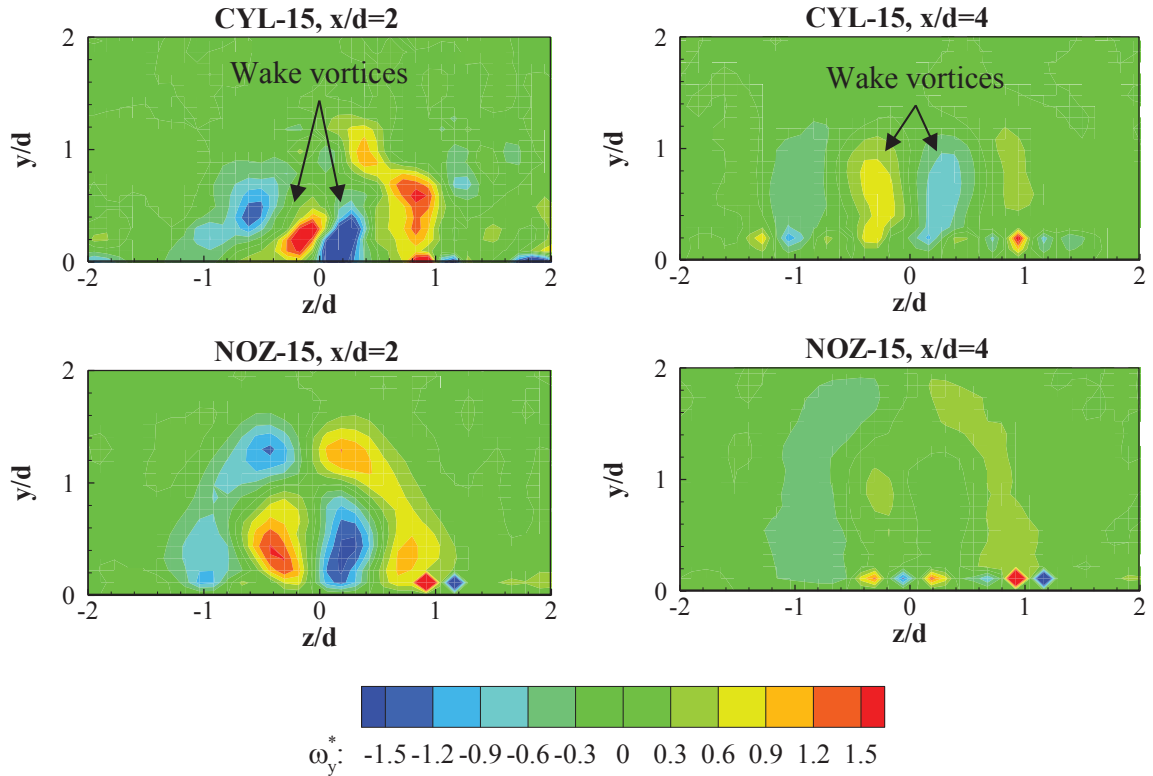 CYL-15, x/d=2
2
Wake vortices
y/d
1
0
-2 -1 0 1 2
z/d
CYL-15, x/d=4
2
Wake vortices
y/d
1
0
-2 -1 0 1 2
z/d
NOZ-15, x/d=2
2
y/d
1
0
-2 -1 0 1 2
z/d
NOZ-15, x/d=4
2
y/d
1
0
-2 -1 0 1 2
z/d
ω*y: -1.5 -1.2 -0.9 -0.6 -0.3 0 0.3 0.6 0.9 1.2 1.5